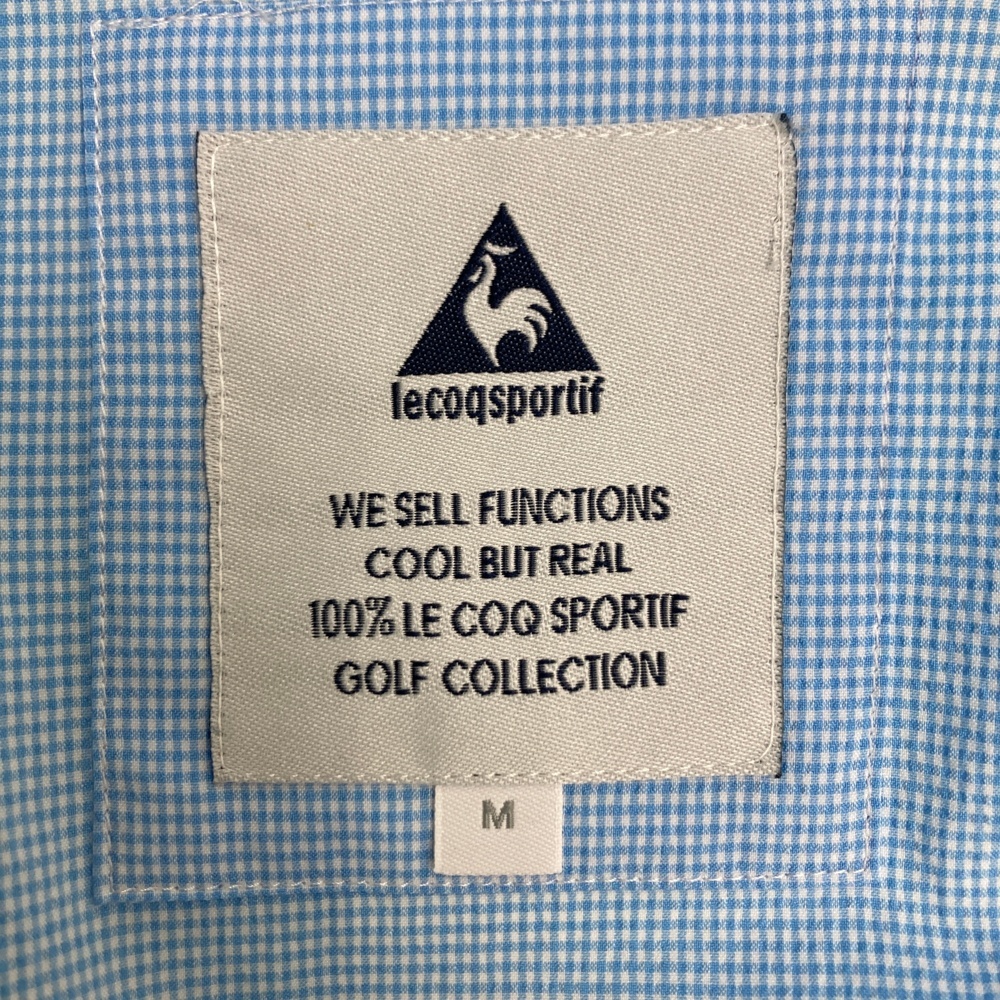 lecoqsportif
WE SELL FUNCTIONS
COOL BUT REAL
100% LE COQ SPORTIF
GOLF COLLECTION
M